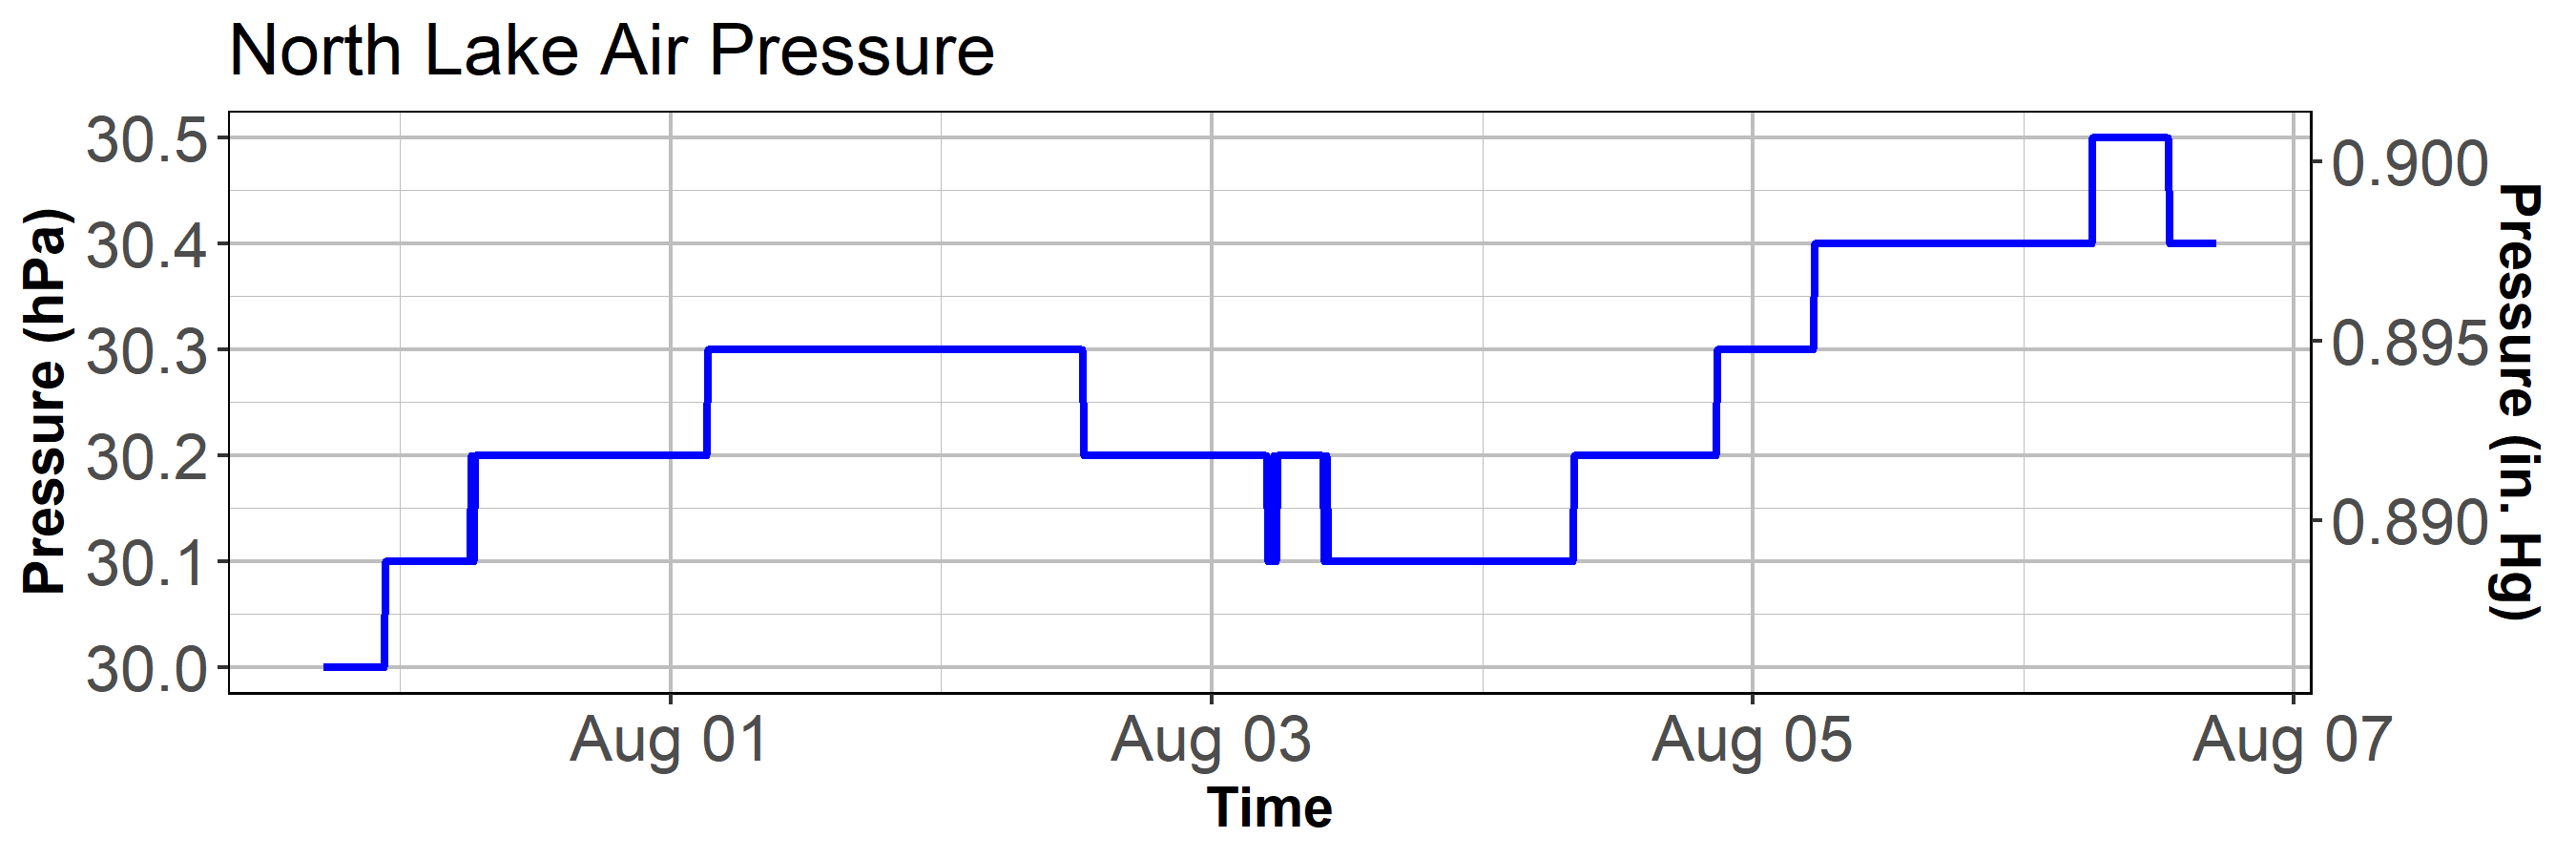 North Lake Air Pressure
Pressure (hPa)
30.5
30.4
30.3
30.2
30.1
30.0
0.900
0.895
0.890
Pressure (in. Hg)
Aug 01 Aug 03 Aug 05 Aug 07
Time